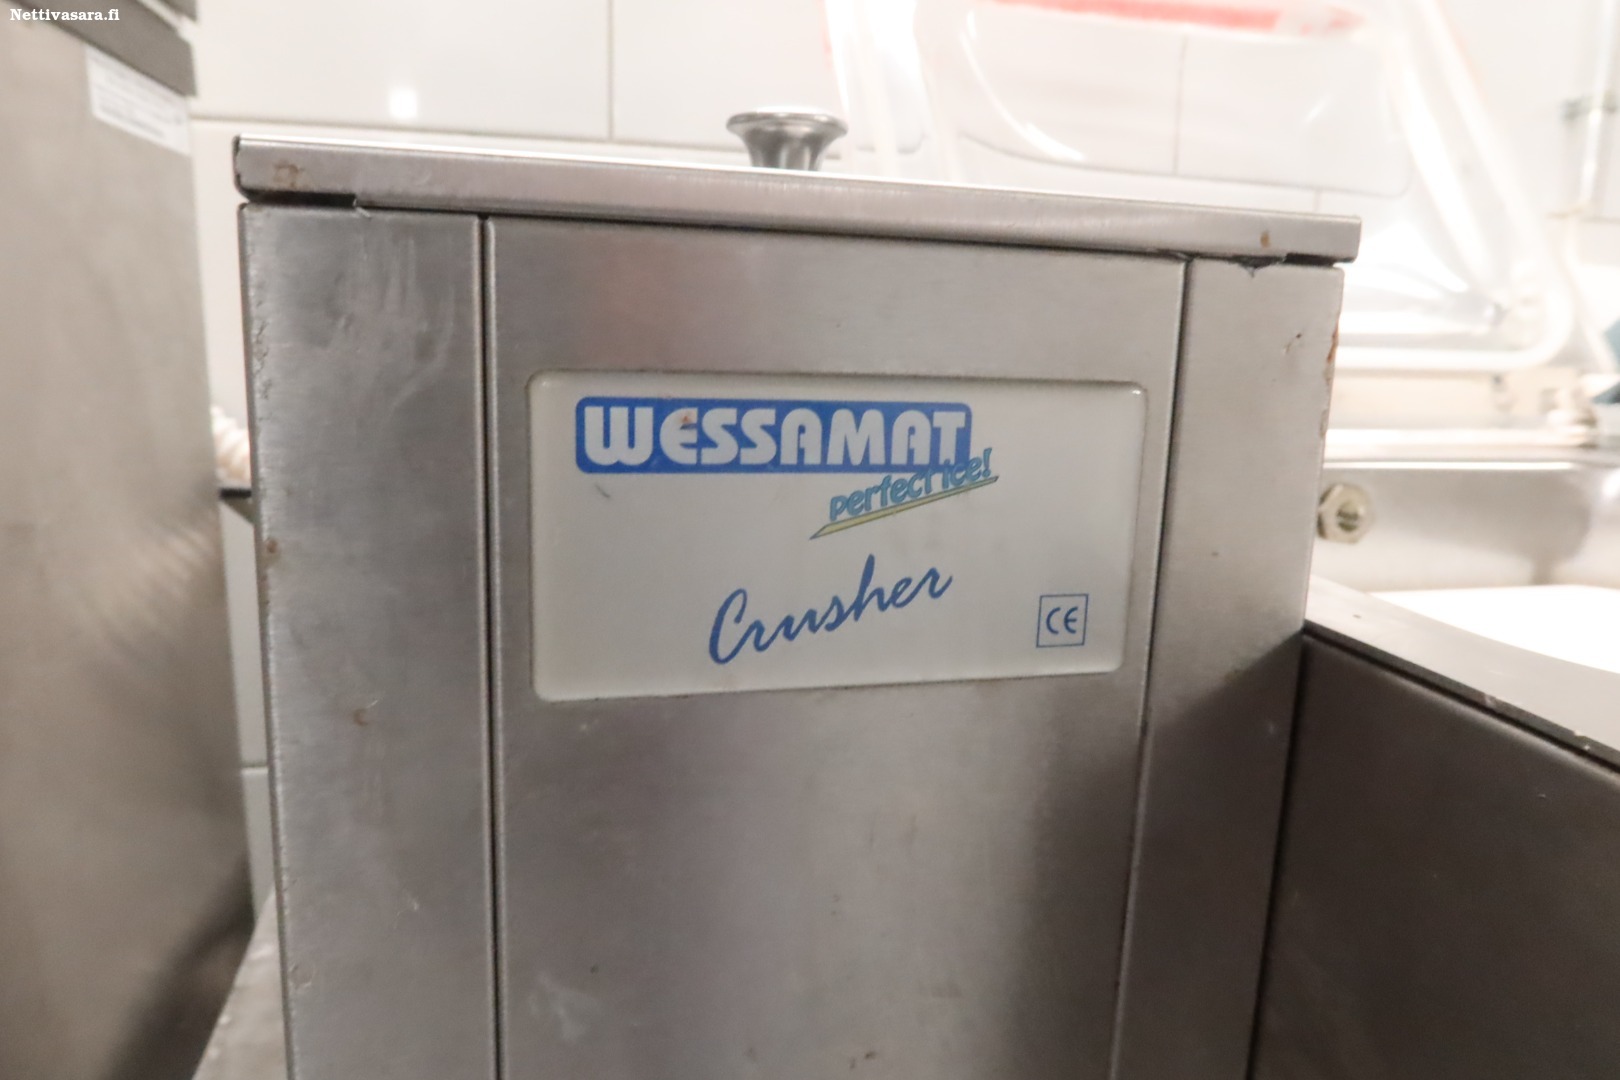 Nettivasara.fi
WESSAMAT
perfect ice!
Crusher
CE